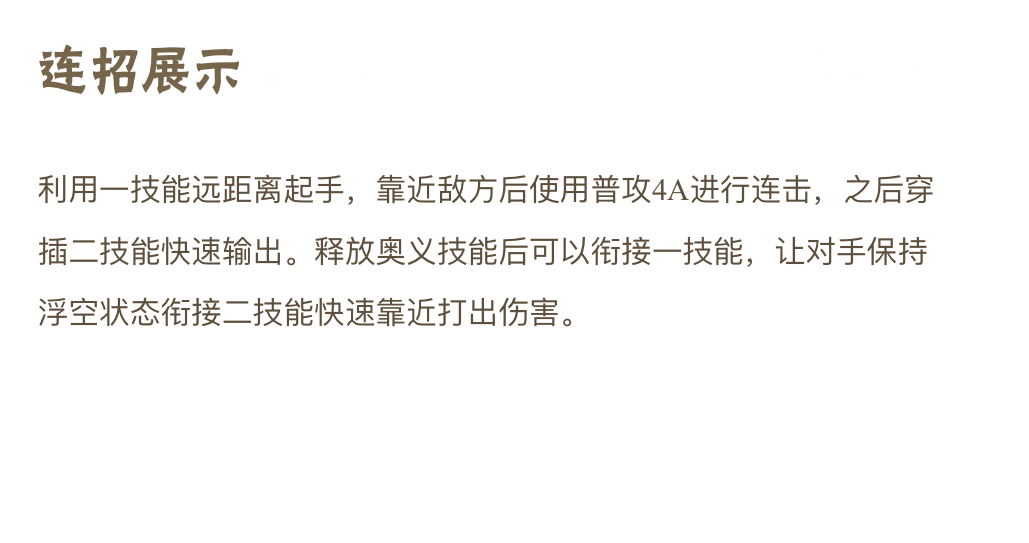 连招展示
利用一技能远距离起手，靠近敌方后使用普攻4A进行连击，之后穿
插二技能快速输出。释放奥义技能后可以衔接一技能，让对手保持
浮空状态衔接二技能快速靠近打出伤害。